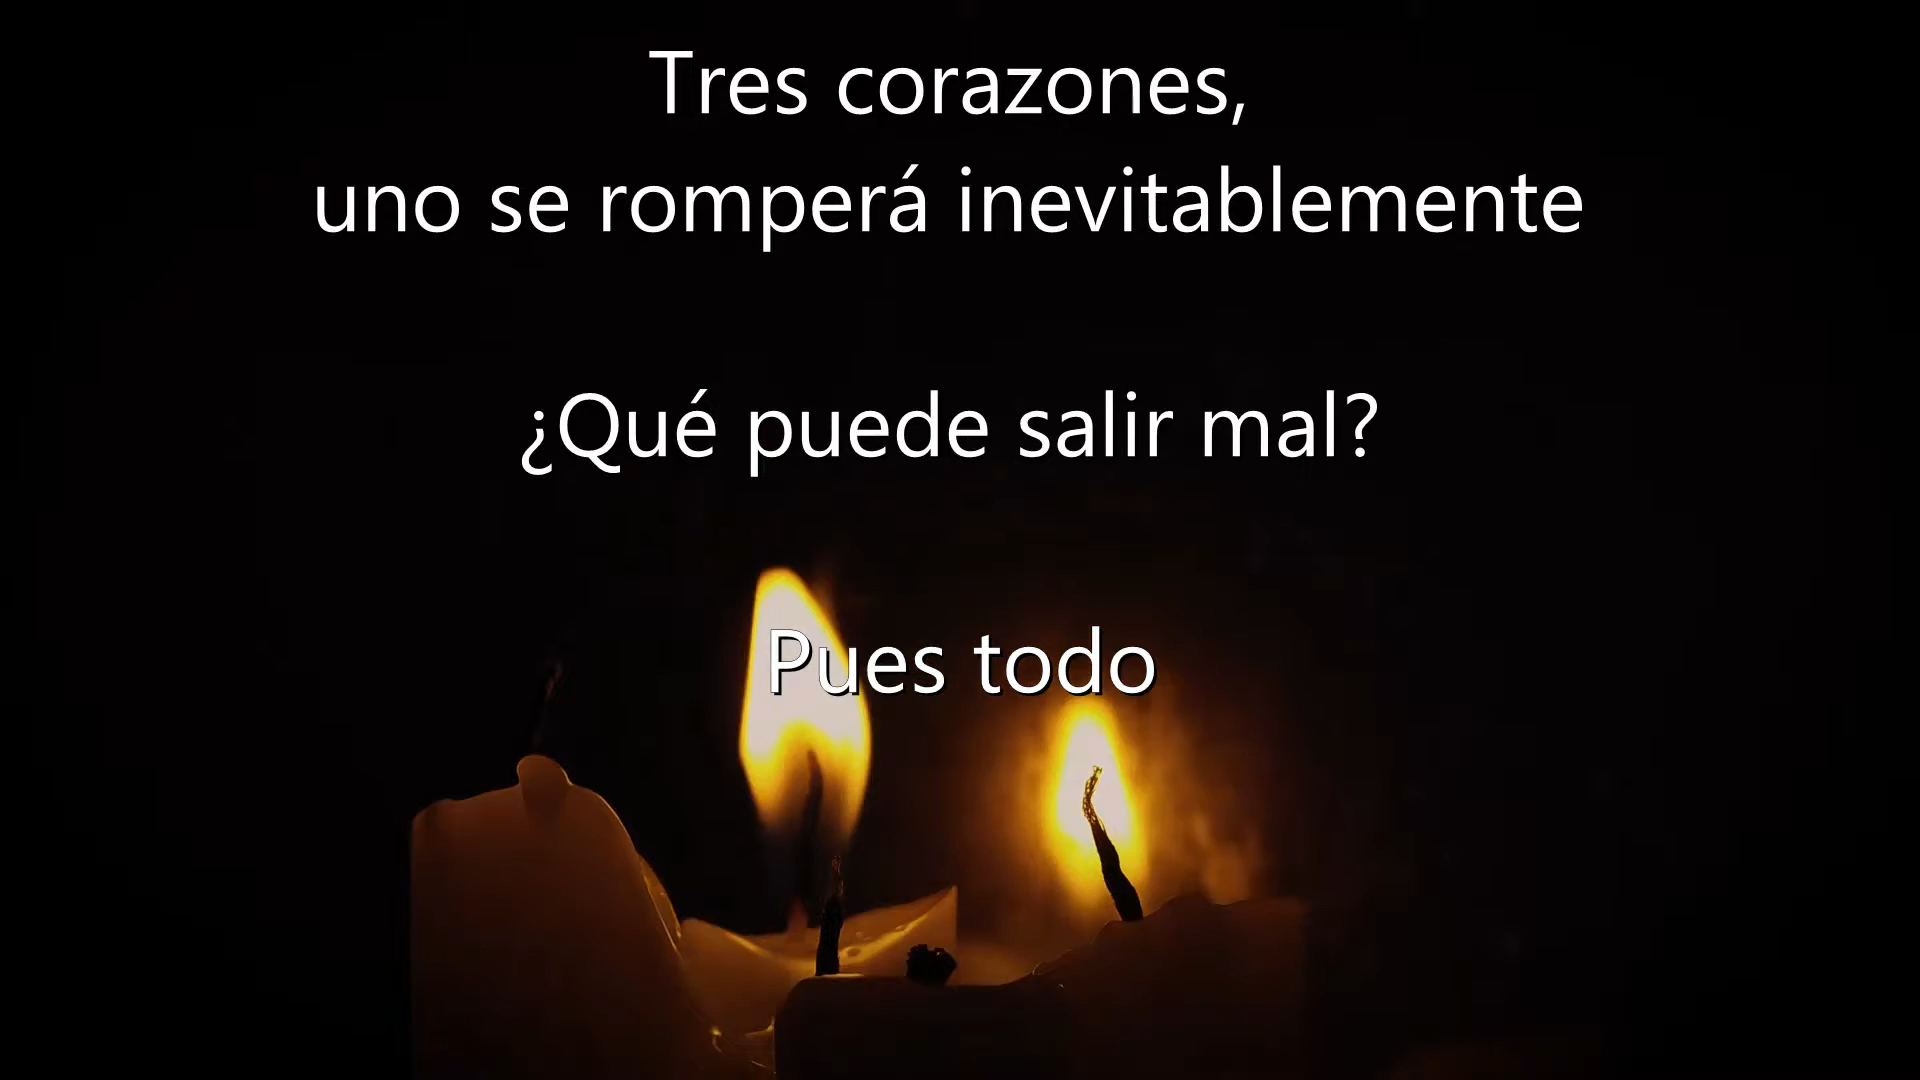 Tres corazones,
uno se romperá inevitablemente
¿Qué puede salir mal?
Pues todo